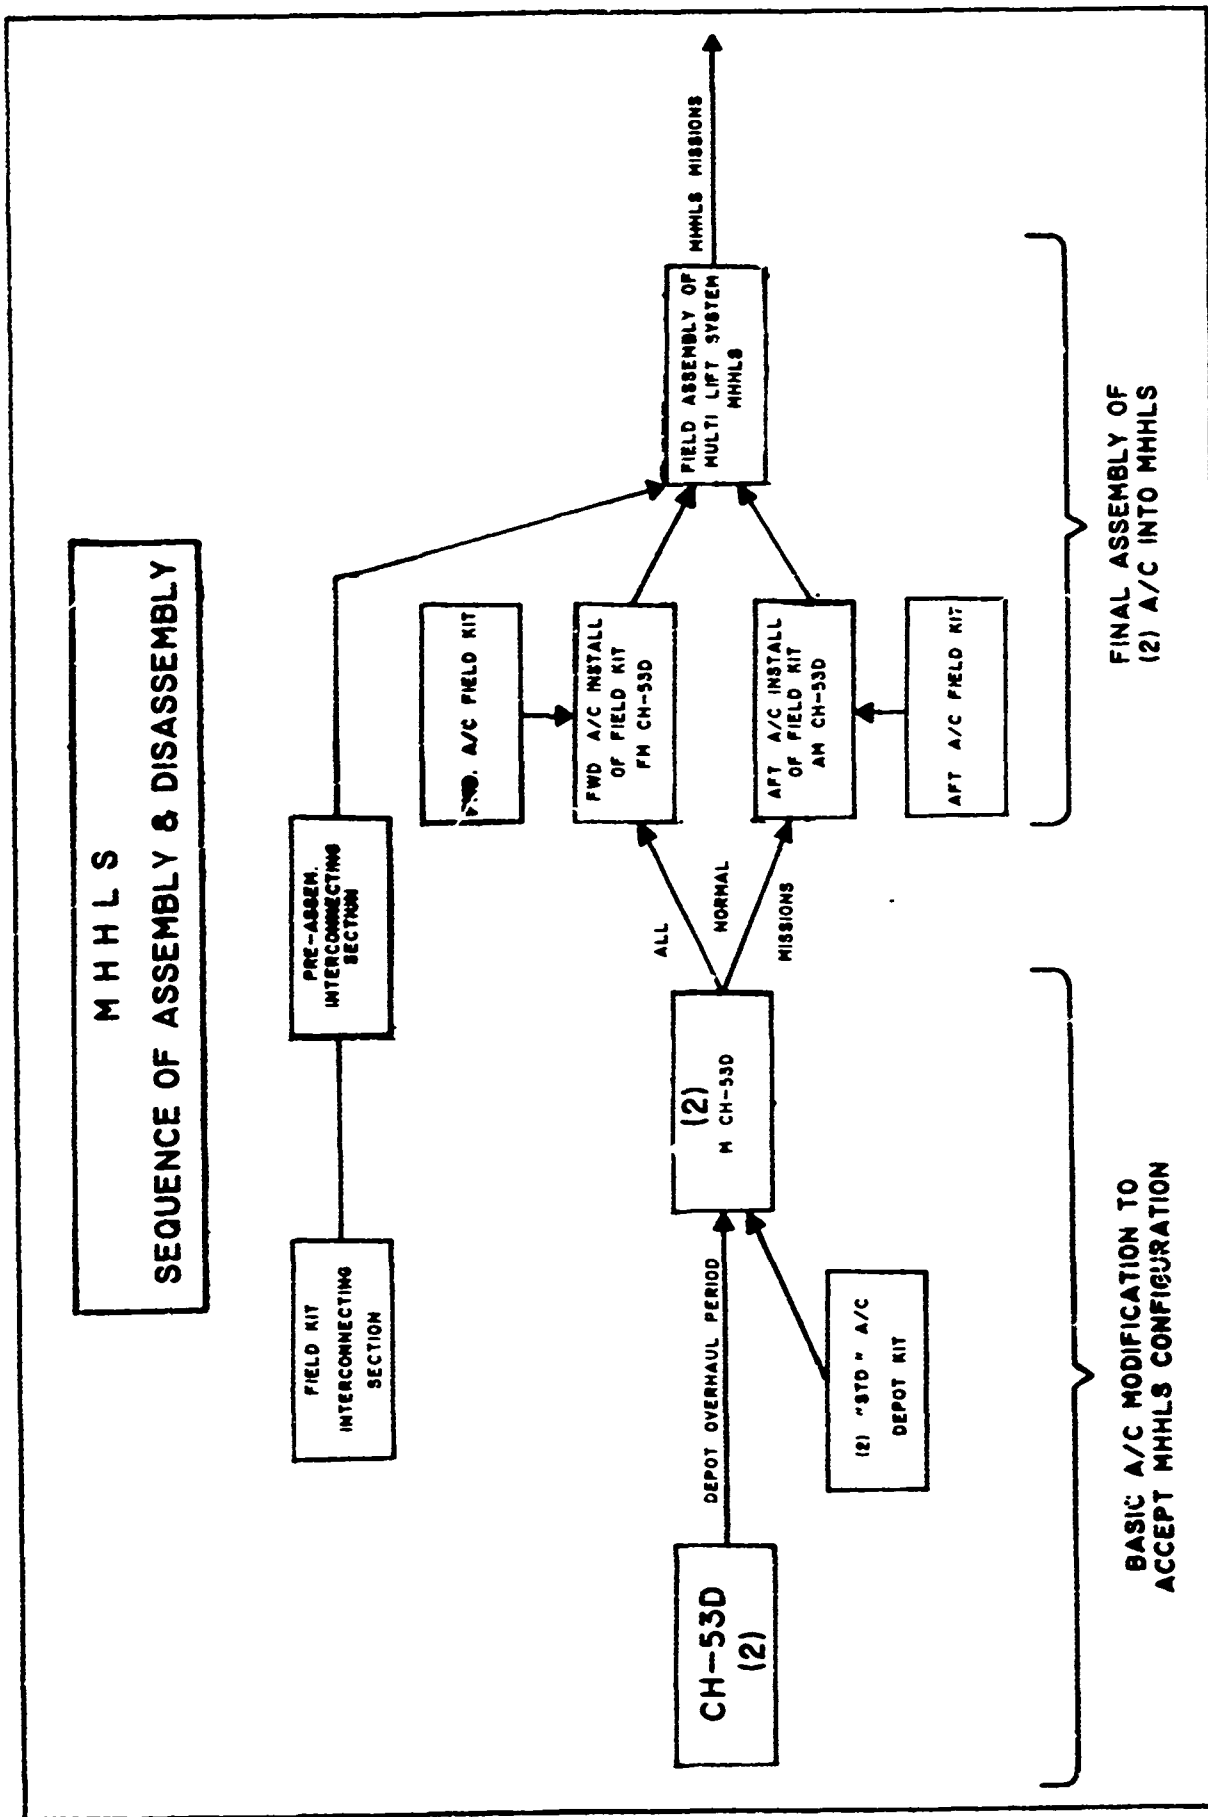 MHHLS
SEQUENCE OF ASSEMBLY & DISASSEMBLY
FIELD KIT
INTERCONNECTING
SECTION
PRE-ASSEM.
INTERCONNECTING
SECTION
A/C FIELD KIT
FWD A/C INSTALL
OF FIELD KIT
FM CH-53D
CH-53D
(2)
DEPOT OVERHAUL PERIOD
(2)
M CH-53D
ALL
NORMAL
MISSIONS
FIELD ASSEMBLY OF
MULTI LIFT SYSTEM
MHHLS
MHHLS MISSIONS
(2) "STD" A/C
DEPOT KIT
AFT A/C INSTALL
OF FIELD KIT
AM CH-53D
AFT A/C FIELD KIT
BASIC A/C MODIFICATION TO
ACCEPT MHHLS CONFIGURATION
FINAL ASSEMBLY OF
(2) A/C INTO MHHLS